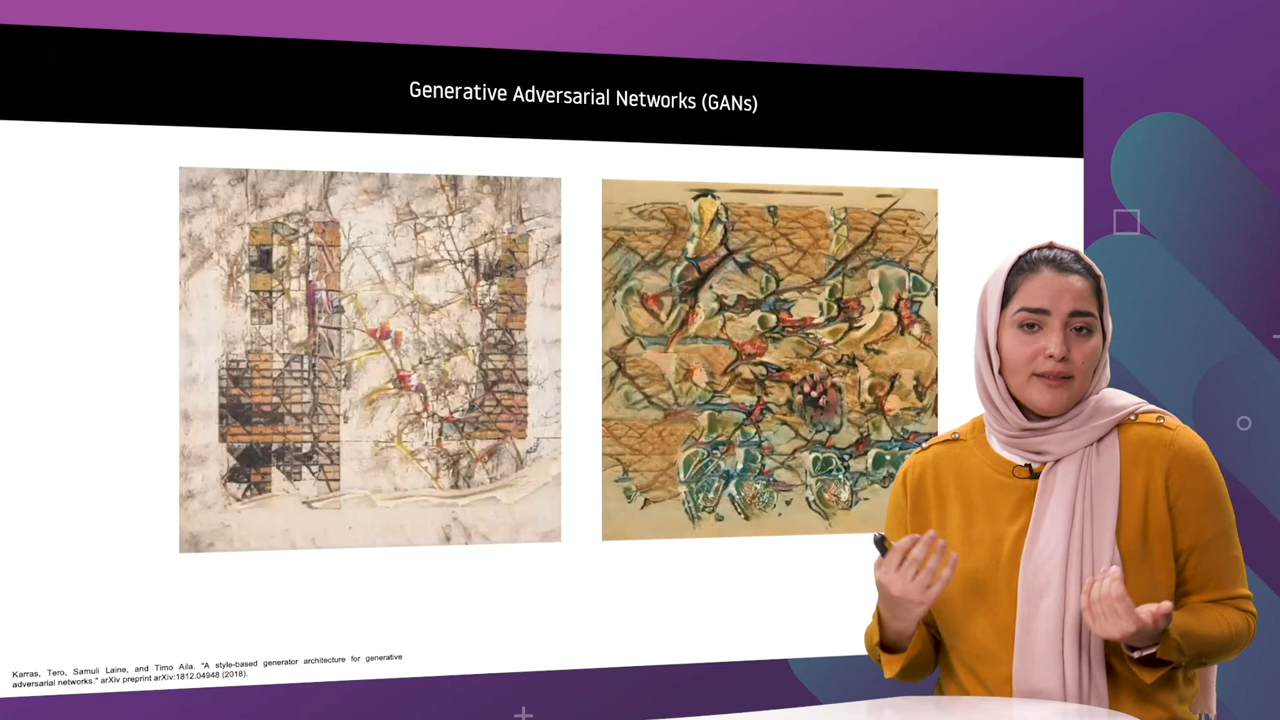 Generative Adversarial Networks (GANs)
Karras, Tero, Samuli Laine, and Timo Aila. "A style-based generator architecture for generative
adversarial networks." arXiv preprint arXiv:1812.04948 (2018).